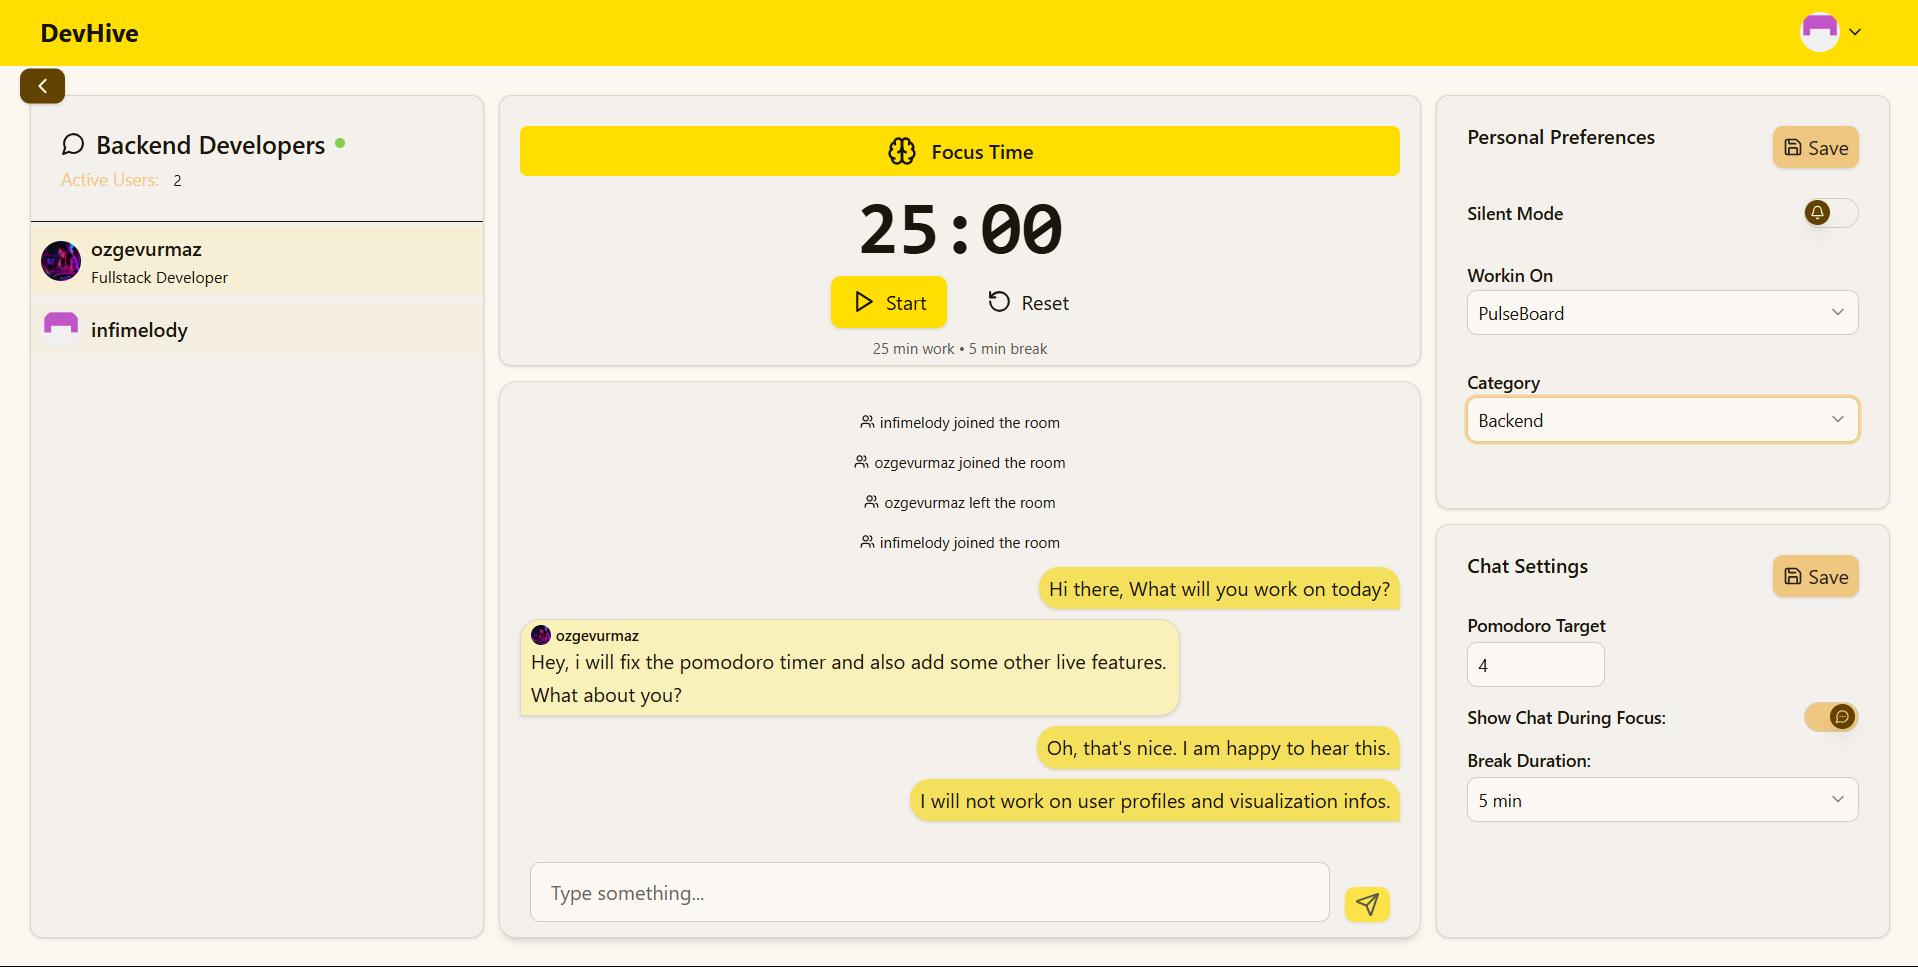 DevHive
Backend Developers
Active Users: 2
ozgevurmaz
Fullstack Developer
infimelody
Focus Time
25:00
Start
Reset
25 min work • 5 min break
infimelody joined the room
ozgevurmaz joined the room
ozgevurmaz left the room
infimelody joined the room
Hi there, What will you work on today?
ozgevurmaz
Hey, i will fix the pomodoro timer and also add some other live features.
What about you?
Oh, that's nice. I am happy to hear this.
I will not work on user profiles and visualization infos.
Type something...
Personal Preferences
Save
Silent Mode
Workin On
PulseBoard
Category
Backend
Chat Settings
Save
Pomodoro Target
4
Show Chat During Focus:
Break Duration:
5 min